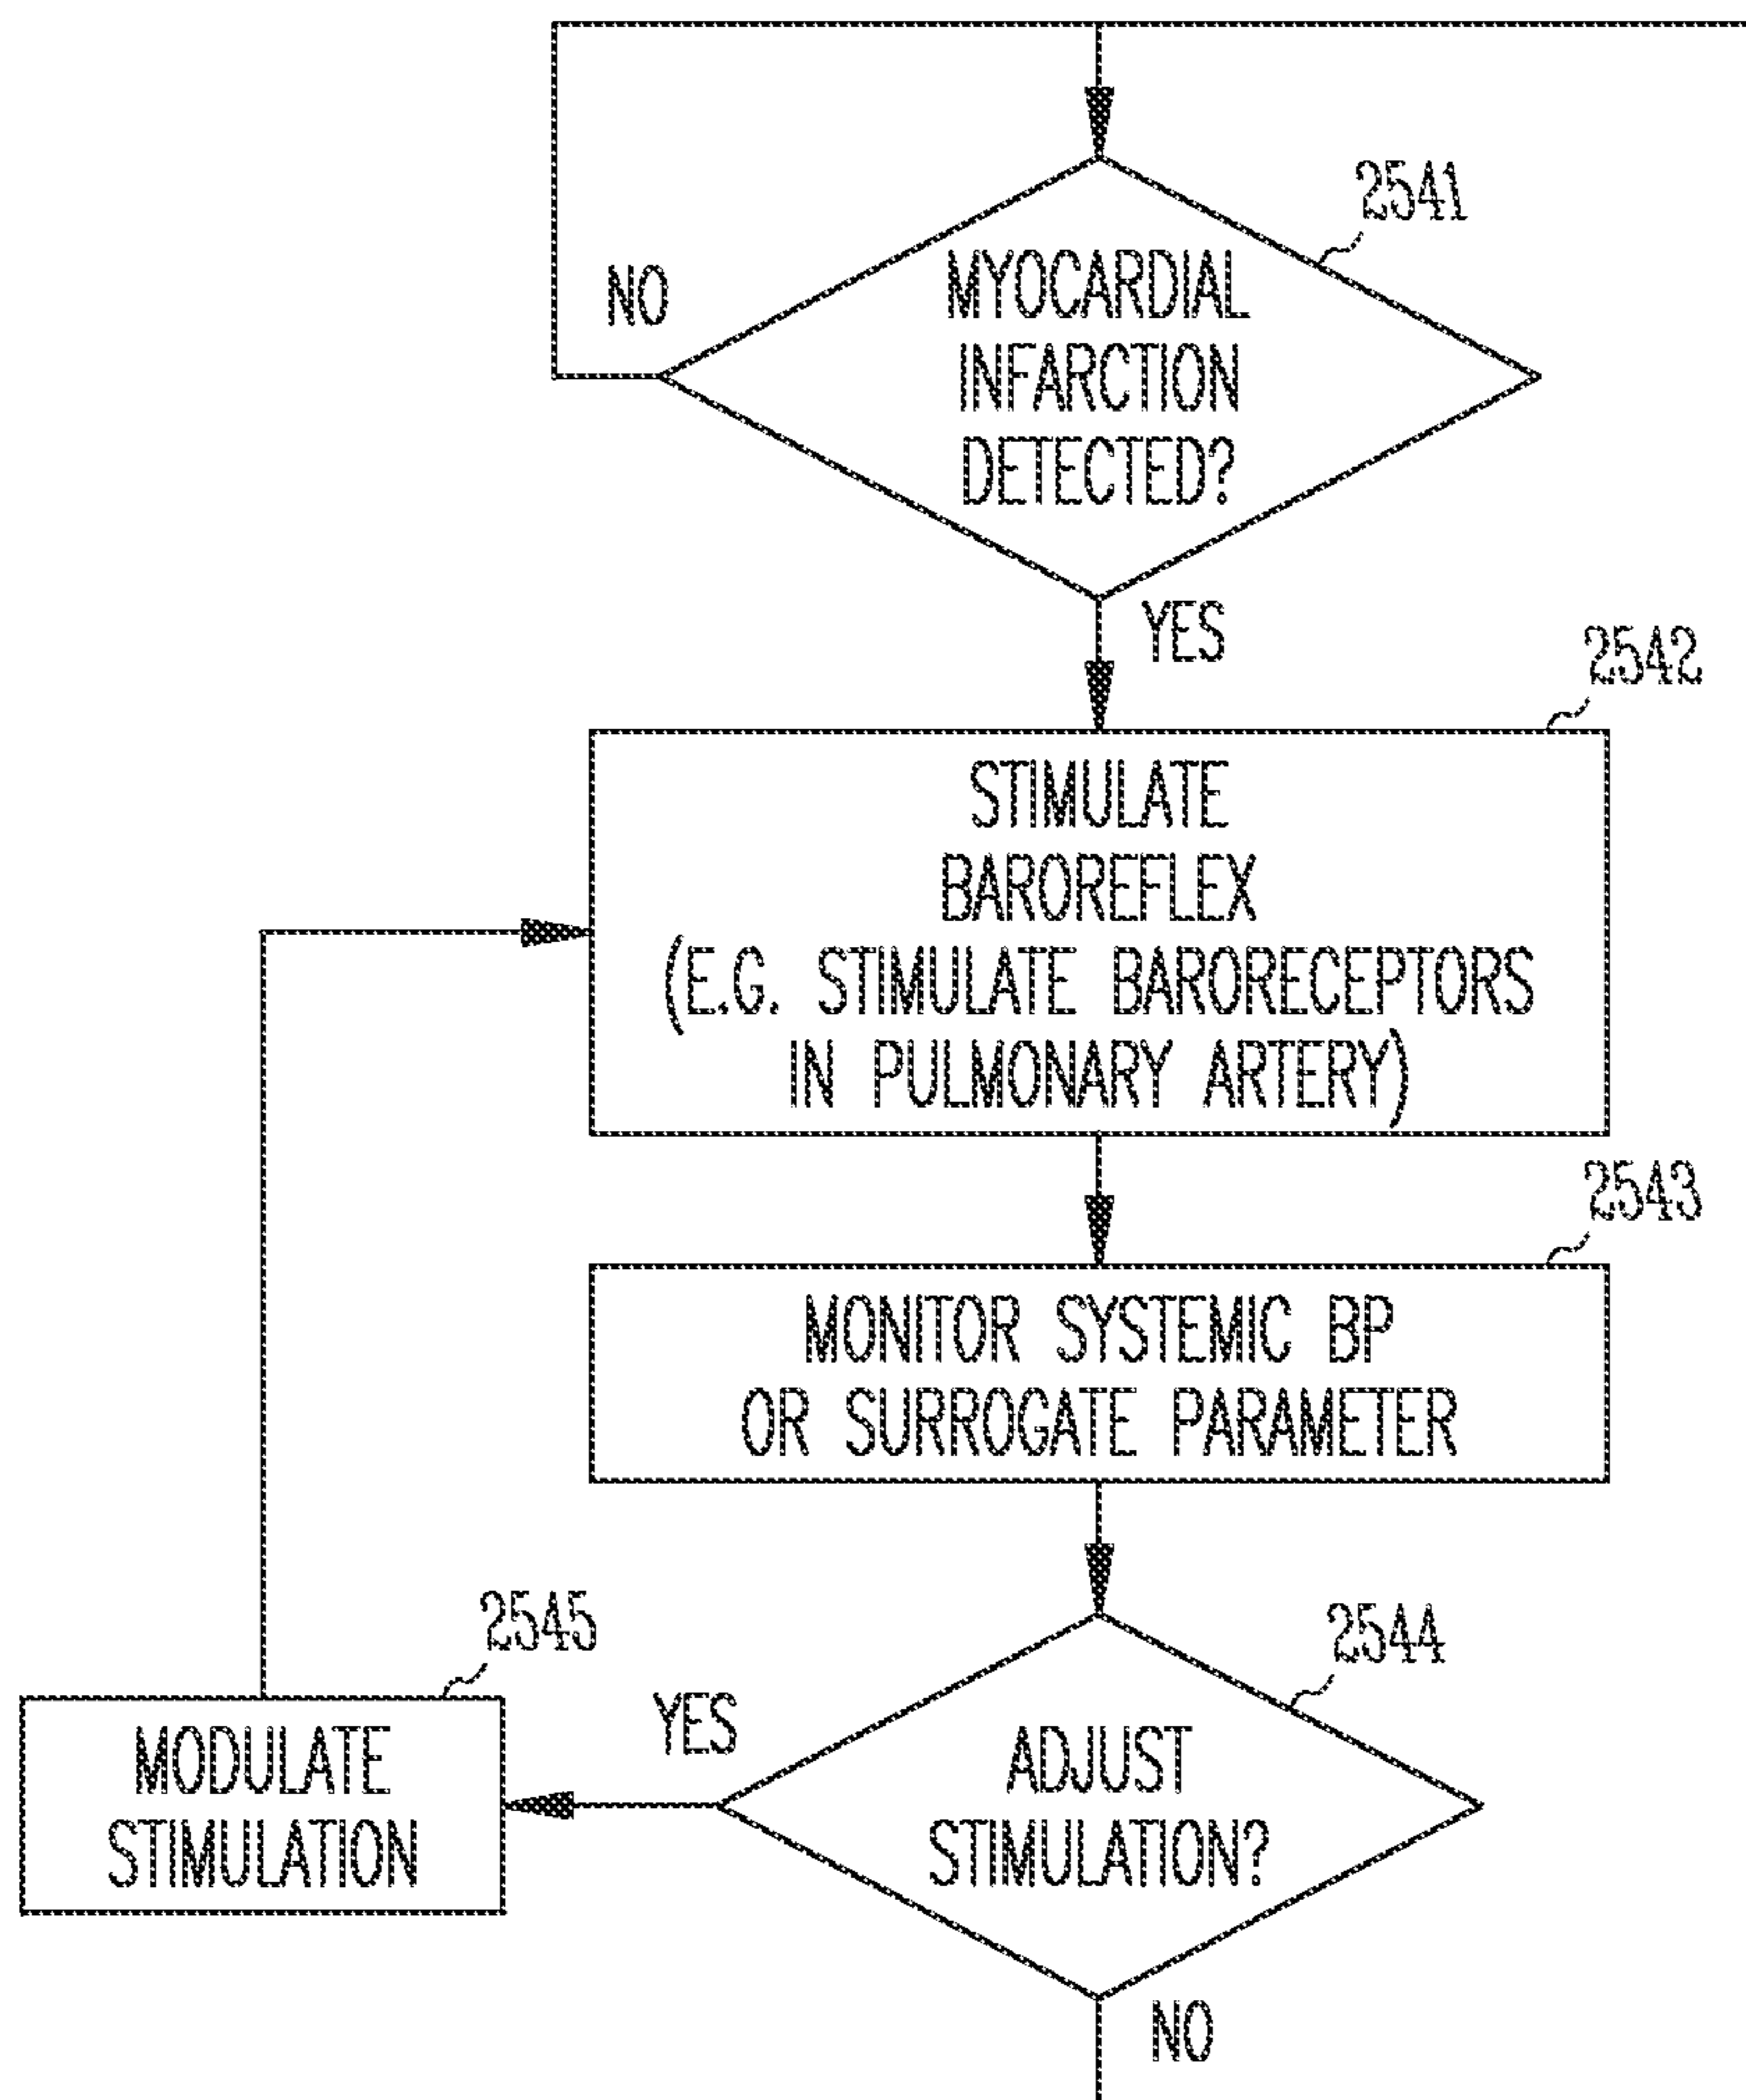 2541
NO
MYOCARDIAL
INFARCTION
DETECTED?
YES
2542
STIMULATE
BAROREFLEX
(E.G. STIMULATE BARORECEPTORS
IN PULMONARY ARTERY)
2543
MONITOR SYSTEMIC BP
OR SURROGATE PARAMETER
2545
2544
YES
MODULATE
STIMULATION
ADJUST
STIMULATION?
NO